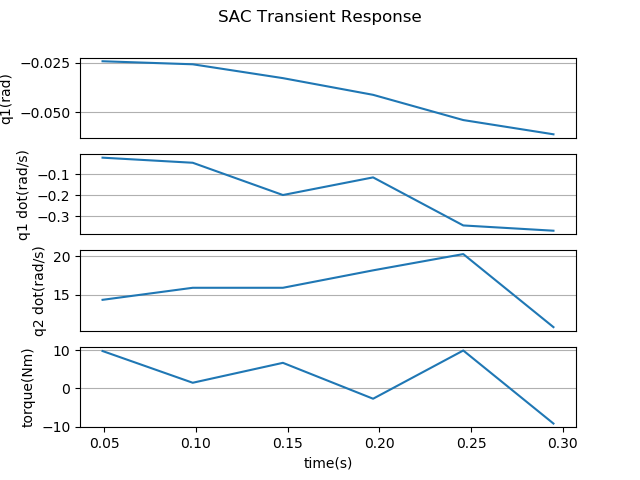 SAC Transient Response
q1(rad)
−0.025
−0.050
q1 dot(rad/s)
−0.1
−0.2
−0.3
q2 dot(rad/s)
20
15
torque(Nm)
10
0
−10
0.05 0.10 0.15 0.20 0.25 0.30
time(s)